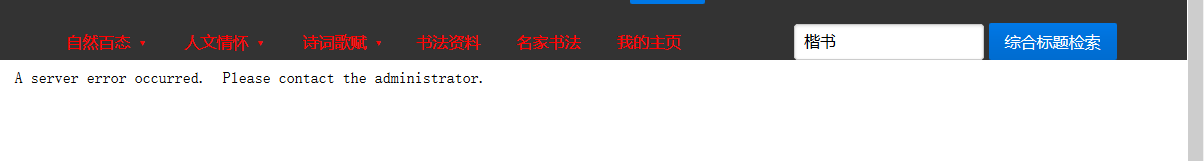 自然百态 ▼ 人文情怀 ▼ 诗词歌赋 ▼ 书法资料 名家书法 我的主页 楷书 综合标题检索
A server error occurred.  Please contact the administrator.